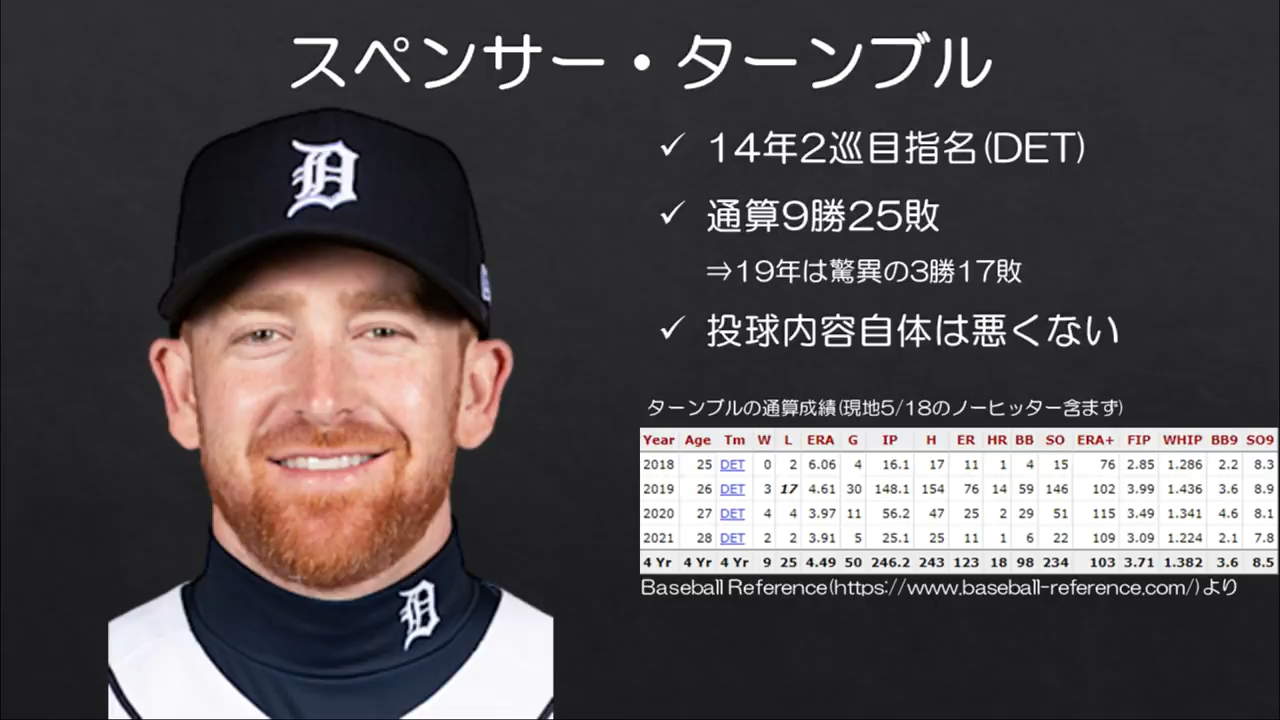 スペンサー・ターンブル
✓ 14年2巡目指名(DET)
✓ 通算9勝25敗
⇒19年は驚異の3勝17敗
✓ 投球内容自体は悪くない
ターンブルの通算成績(現地5/18のノーヒッター含まず)
Year Age Tm W L ERA G IP H ER HR BB SO ERA+ FIP WHIP BB9 SO9
2018 25 DET 0 2 6.06 4 16.1 17 11 1 4 15 76 2.85 1.286 2.2 8.3
2019 26 DET 3 17 4.61 30 148.1 154 76 14 59 146 102 3.99 1.436 3.6 8.9
2020 27 DET 4 4 3.97 11 56.2 47 25 2 29 51 115 3.49 1.341 4.6 8.1
2021 28 DET 2 2 3.91 5 25.1 25 11 1 6 22 109 3.09 1.224 2.1 7.8
4 Yr 4 Yr 4 Yr 9 25 4.49 50 246.2 243 123 18 98 234 103 3.71 1.382 3.6 8.5
Baseball Reference(https://www.baseball-reference.com/)より
D
D